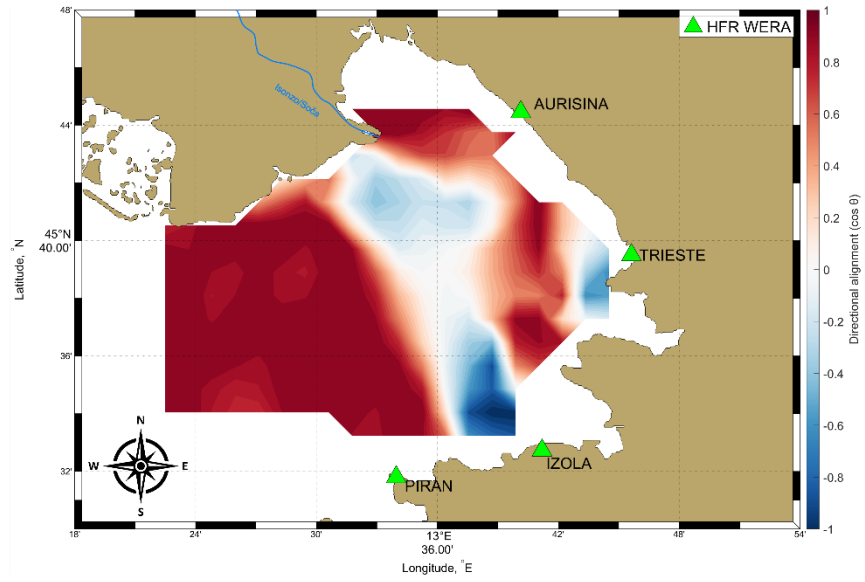 48'
44'
45°N
40.00'
36'
32'
Latitude, °N
18'
24'
30'
13°E
36.00'
42'
48'
54'
Longitude, °E
HFR WERA
AURISINA
TRIESTE
IZOLA
PIRAN
Isonzo/Soča
N
W E
S
1
0.8
0.6
0.4
0.2
0
-0.2
-0.4
-0.6
-0.8
-1
Directional alignment (cos θ)